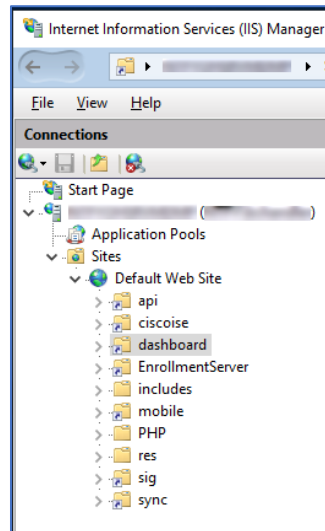 Internet Information Services (IIS) Manager
File View Help
Connections
Start Page
Application Pools
Sites
Default Web Site
api
ciscoise
dashboard
EnrollmentServer
includes
mobile
PHP
res
sig
sync